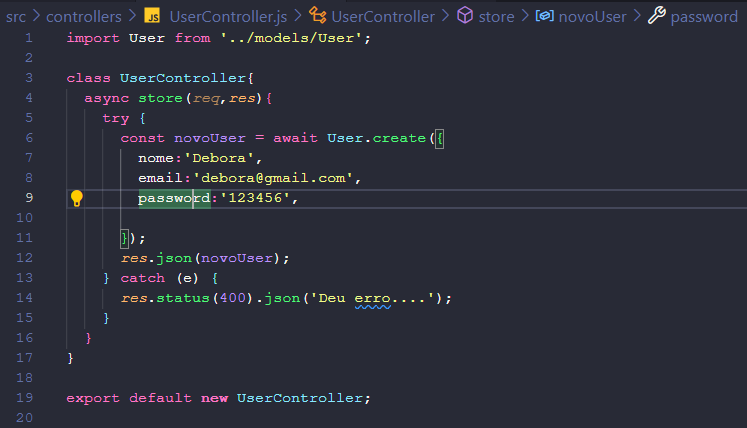 src > controllers > JS UserController.js > UserController > store > novoUser > password
1 import User from '../models/User';
2
3 class UserController{
4 async store(req,res){
5 try {
6 const novoUser = await User.create({
7 nome:'Debora',
8 email:'debora@gmail.com',
9 password:'123456',
10
11 });
12 res.json(novoUser);
13 } catch (e) {
14 res.status(400).json('Deu erro....');
15 }
16 }
17 }
18
19 export default new UserController;
20